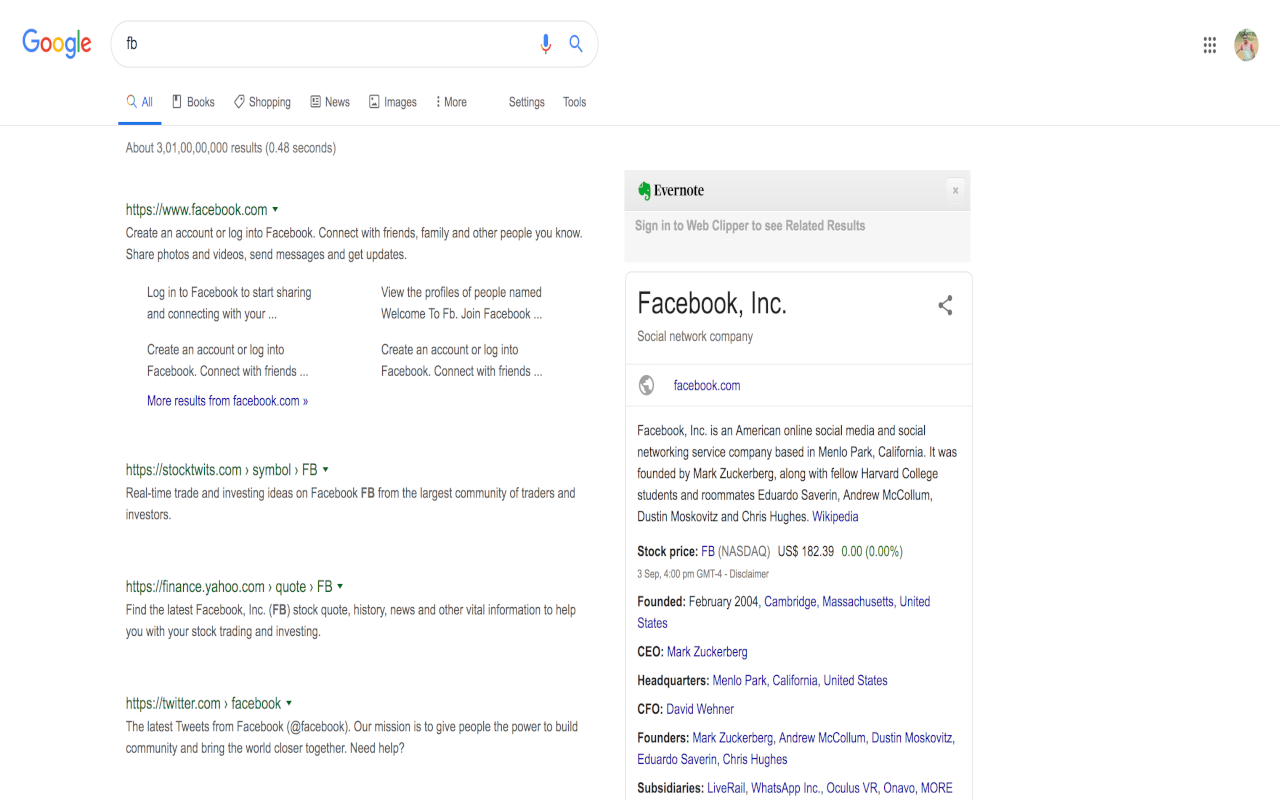 Google
fb
All
Books
Shopping
News
Images
More
Settings
Tools
About 3,01,00,00,000 results (0.48 seconds)
https://www.facebook.com
Create an account or log into Facebook. Connect with friends, family and other people you know.
Share photos and videos, send messages and get updates.
Log in to Facebook to start sharing
and connecting with your ...
View the profiles of people named
Welcome To Fb. Join Facebook ...
Create an account or log into
Facebook. Connect with friends ...
Create an account or log into
Facebook. Connect with friends ...
More results from facebook.com »
https://stocktwits.com › symbol › FB
Real-time trade and investing ideas on Facebook FB from the largest community of traders and
investors.
https://finance.yahoo.com › quote › FB
Find the latest Facebook, Inc. (FB) stock quote, history, news and other vital information to help
you with your stock trading and investing.
https://twitter.com › facebook
The latest Tweets from Facebook (@facebook). Our mission is to give people the power to build
community and bring the world closer together. Need help?
Evernote
x
Sign in to Web Clipper to see Related Results
Facebook, Inc.
Social network company
facebook.com
Facebook, Inc. is an American online social media and social
networking service company based in Menlo Park, California. It was
founded by Mark Zuckerberg, along with fellow Harvard College
students and roommates Eduardo Saverin, Andrew McCollum,
Dustin Moskovitz and Chris Hughes. Wikipedia
Stock price: FB (NASDAQ) US$ 182.39 0.00 (0.00%)
3 Sep, 4:00 pm GMT-4 - Disclaimer
Founded: February 2004, Cambridge, Massachusetts, United
States
CEO: Mark Zuckerberg
Headquarters: Menlo Park, California, United States
CFO: David Wehner
Founders: Mark Zuckerberg, Andrew McCollum, Dustin Moskovitz,
Eduardo Saverin, Chris Hughes
Subsidiaries: LiveRail, WhatsApp Inc., Oculus VR, Onavo, MORE